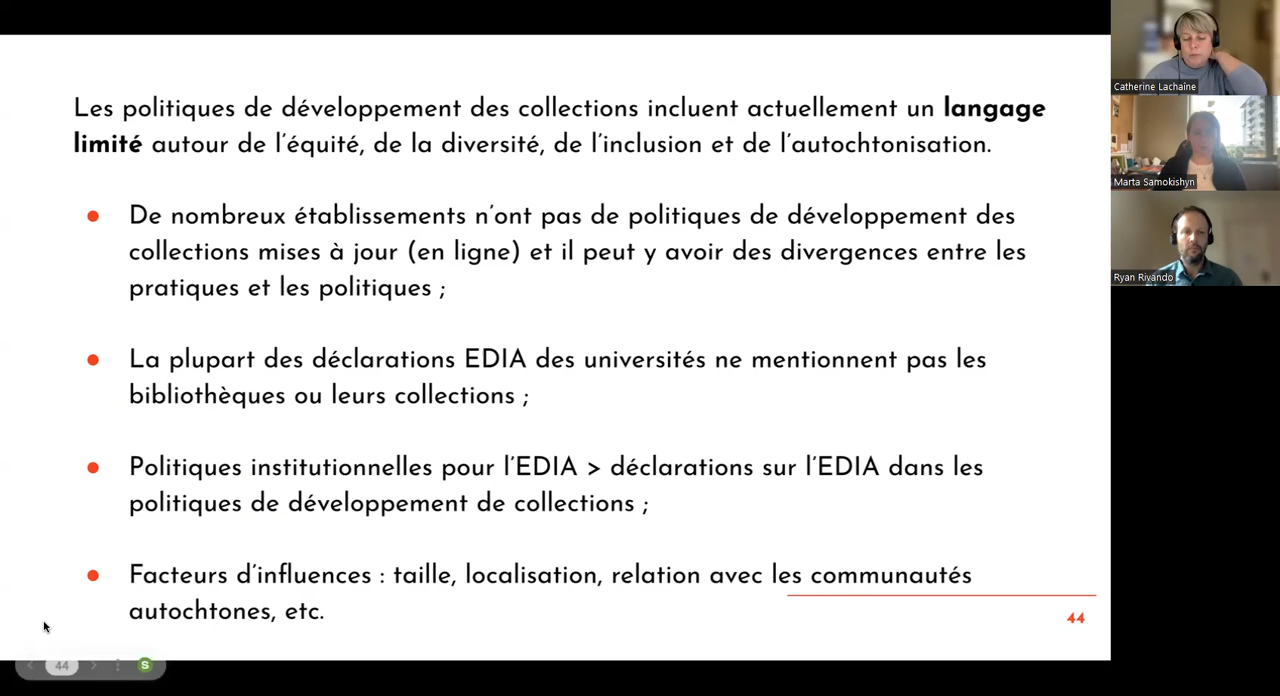 Les politiques de développement des collections incluent actuellement un langage
limité autour de l'équité, de la diversité, de l'inclusion et de l'autochtonisation.
● De nombreux établissements n'ont pas de politiques de développement des
collections mises à jour (en ligne) et il peut y avoir des divergences entre les
pratiques et les politiques ;
● La plupart des déclarations EDIA des universités ne mentionnent pas les
bibliothèques ou leurs collections ;
● Politiques institutionnelles pour l'EDIA > déclarations sur l'EDIA dans les
politiques de développement de collections ;
● Facteurs d'influences : taille, localisation, relation avec les communautés
autochtones, etc.
44
44
S
Catherine Lachaîne
Marta Samokishyn
Ryan Rivando